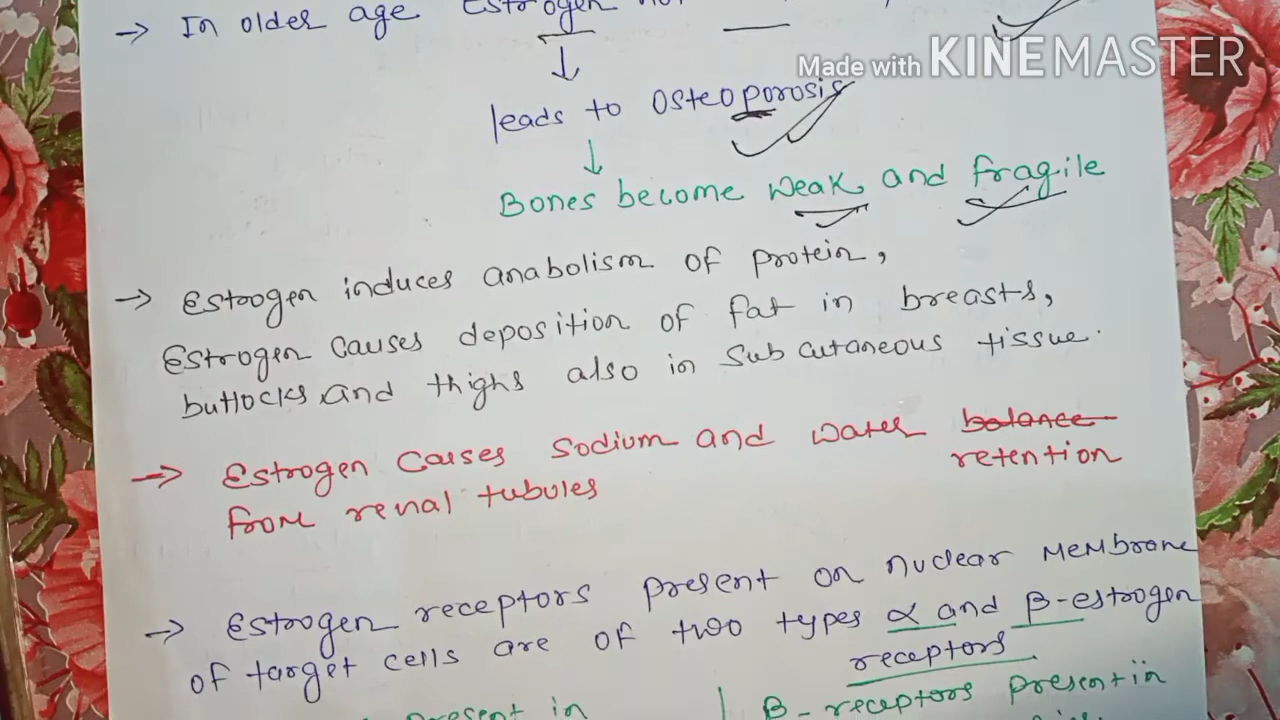 → In older age Estrogen
Made with KINEMASTER
↓
leads to Osteoporosis
↓
Bones become weak and fragile
→ Estrogen induces anabolism of protein,
Estrogen causes deposition of fat in breasts,
buttocks and thighs also in subcutaneous tissue.
→ Estrogen causes sodium and water balance
retention
from renal tubules
→ Estrogen receptors present on nuclear membrane
of target cells are of two types α and β-estrogen
receptors
present in
β-receptors present in